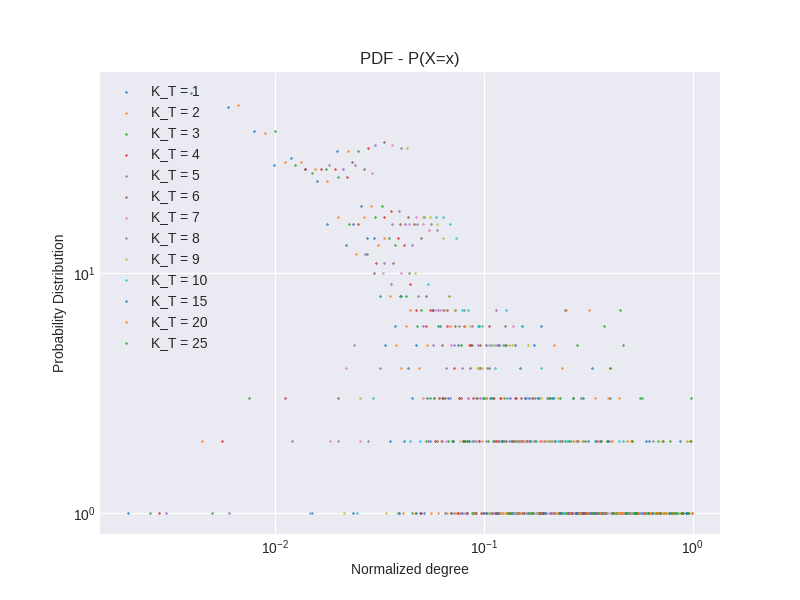 PDF - P(X=x)
K_T = 1
K_T = 2
K_T = 3
K_T = 4
K_T = 5
K_T = 6
K_T = 7
K_T = 8
K_T = 9
K_T = 10
K_T = 15
K_T = 20
K_T = 25
Probability Distribution
10¹
10⁰
10⁻²
10⁻¹
10⁰
Normalized degree